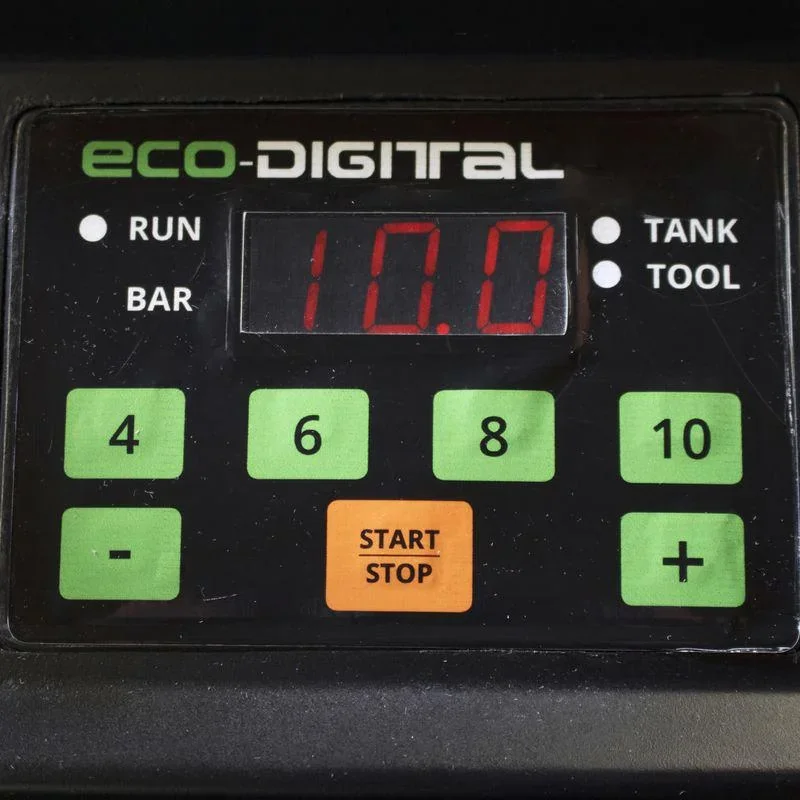 eco-DIGITaL
RUN
10.0
TANK
BAR
TOOL
4
6
8
10
-
START
STOP
+